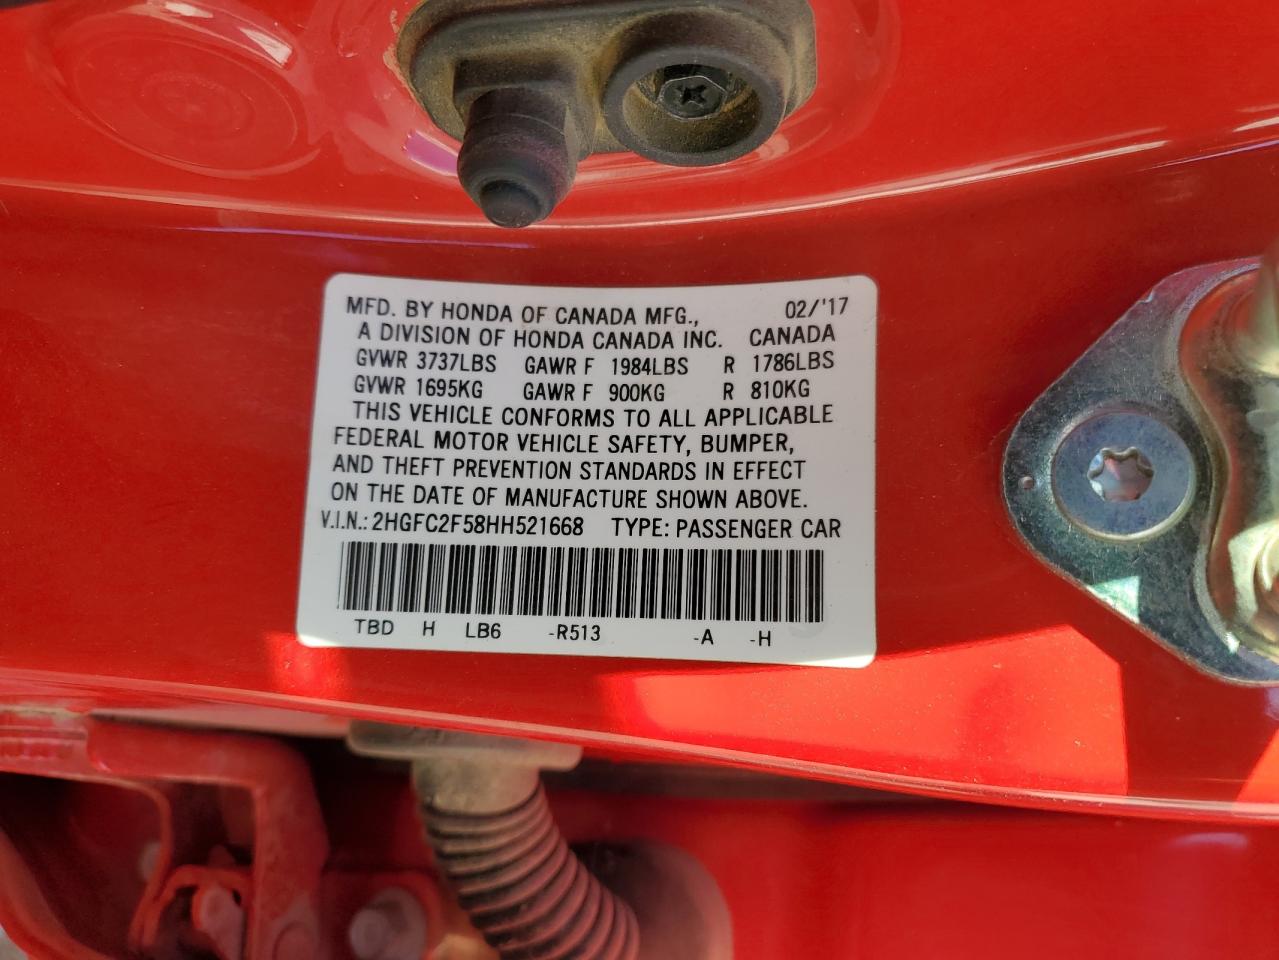 MFD. BY HONDA OF CANADA MFG., 02/'17
A DIVISION OF HONDA CANADA INC. CANADA
GVWR 3737LBS GAWR F 1984LBS R 1786LBS
GVWR 1695KG GAWR F 900KG R 810KG
THIS VEHICLE CONFORMS TO ALL APPLICABLE
FEDERAL MOTOR VEHICLE SAFETY, BUMPER,
AND THEFT PREVENTION STANDARDS IN EFFECT
ON THE DATE OF MANUFACTURE SHOWN ABOVE.
V.I.N.: 2HGFC2F58HH521668 TYPE: PASSENGER CAR
TBD H LB6 -R513 -A -H